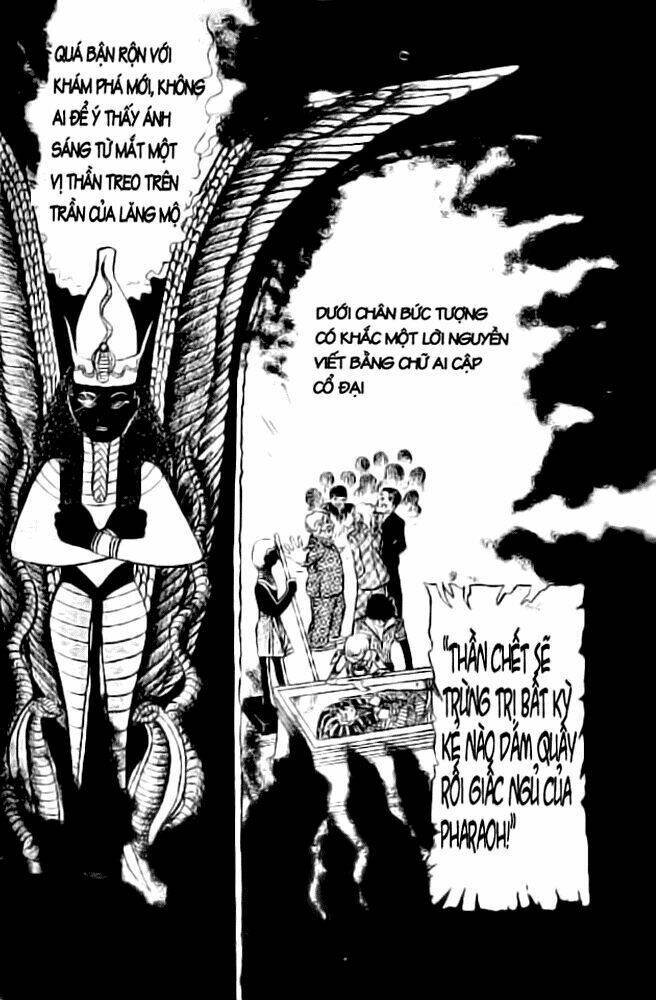 QUÁ BẬN RỘN VỚI
KHÁM PHÁ MỚI, KHÔNG
AI ĐỂ Ý THẤY ÁNH
SÁNG TỪ MẮT MỘT
VỊ THẦN TREO TRÊN
TRẦN CỦA LĂNG MỘ
DƯỚI CHÂN BỨC TƯỢNG
CÓ KHẮC MỘT LỜI NGUYỀN
VIẾT BẰNG CHỮ AI CẬP
CỔ ĐẠI
"THẦN CHẾT SẼ
TRỪNG TRỊ BẤT KỲ
KẺ NÀO DÁM QUẤY
RỐI GIẤC NGỦ CỦA
PHARAOH!"